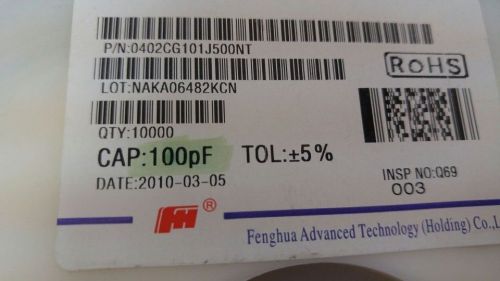 P/N:0402CG101J500NT
RoHS
LOT:NAKA06482KCN
QTY:10000
CAP:100pF TOL:±5%
INSP NO:Q69
DATE:2010-03-05
003
FH ®
Fenghua Advanced Technology (Holding) Co.,L